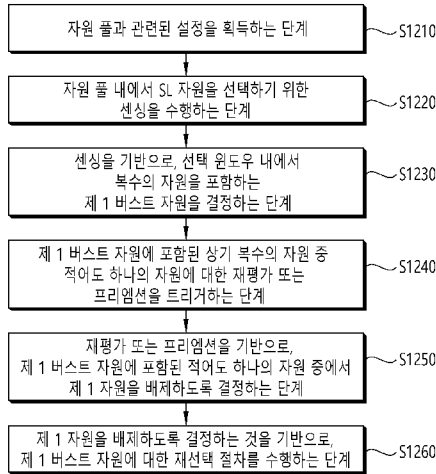 자원 풀과 관련된 설정을 획득하는 단계
S1210
자원 풀 내에서 SL 자원을 선택하기 위한
센싱을 수행하는 단계
S1220
센싱을 기반으로, 선택 윈도우 내에서
복수의 자원을 포함하는
제 1 버스트 자원을 결정하는 단계
S1230
제 1 버스트 자원에 포함된 상기 복수의 자원 중
적어도 하나의 자원에 대한 재평가 또는
프리엠션을 트리거하는 단계
S1240
재평가 또는 프리엠션을 기반으로,
제 1 버스트 자원에 포함된 적어도 하나의 자원 중에서
제 1 자원을 배제하도록 결정하는 단계
S1250
제 1 자원을 배제하도록 결정하는 것을 기반으로,
제 1 버스트 자원에 대한 재선택 절차를 수행하는 단계
S1260